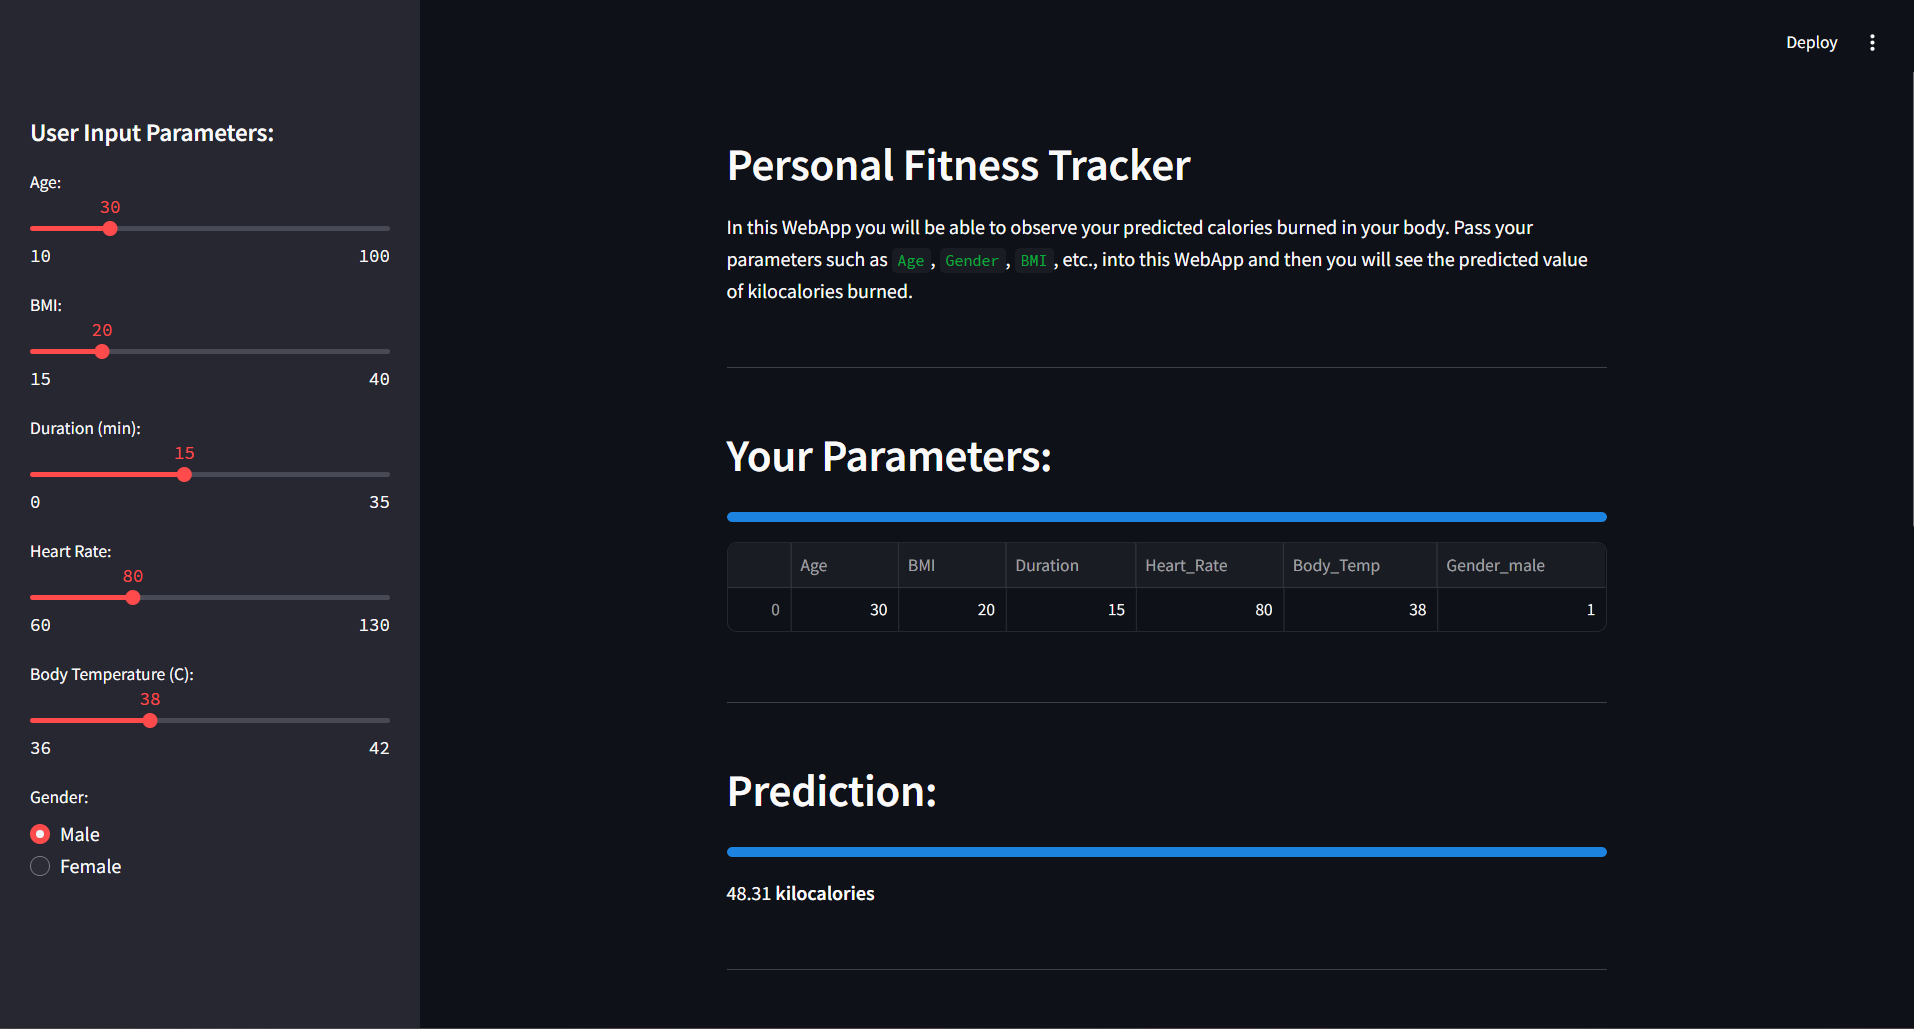 Deploy
User Input Parameters:
Age:
30
10 100
BMI:
20
15 40
Duration (min):
15
0 35
Heart Rate:
80
60 130
Body Temperature (C):
38
36 42
Gender:
Male
Female
Personal Fitness Tracker
In this WebApp you will be able to observe your predicted calories burned in your body. Pass your
parameters such as Age, Gender, BMI, etc., into this WebApp and then you will see the predicted value
of kilocalories burned.
Your Parameters:
Age BMI Duration Heart_Rate Body_Temp Gender_male
0 30 20 15 80 38 1
Prediction:
48.31 kilocalories